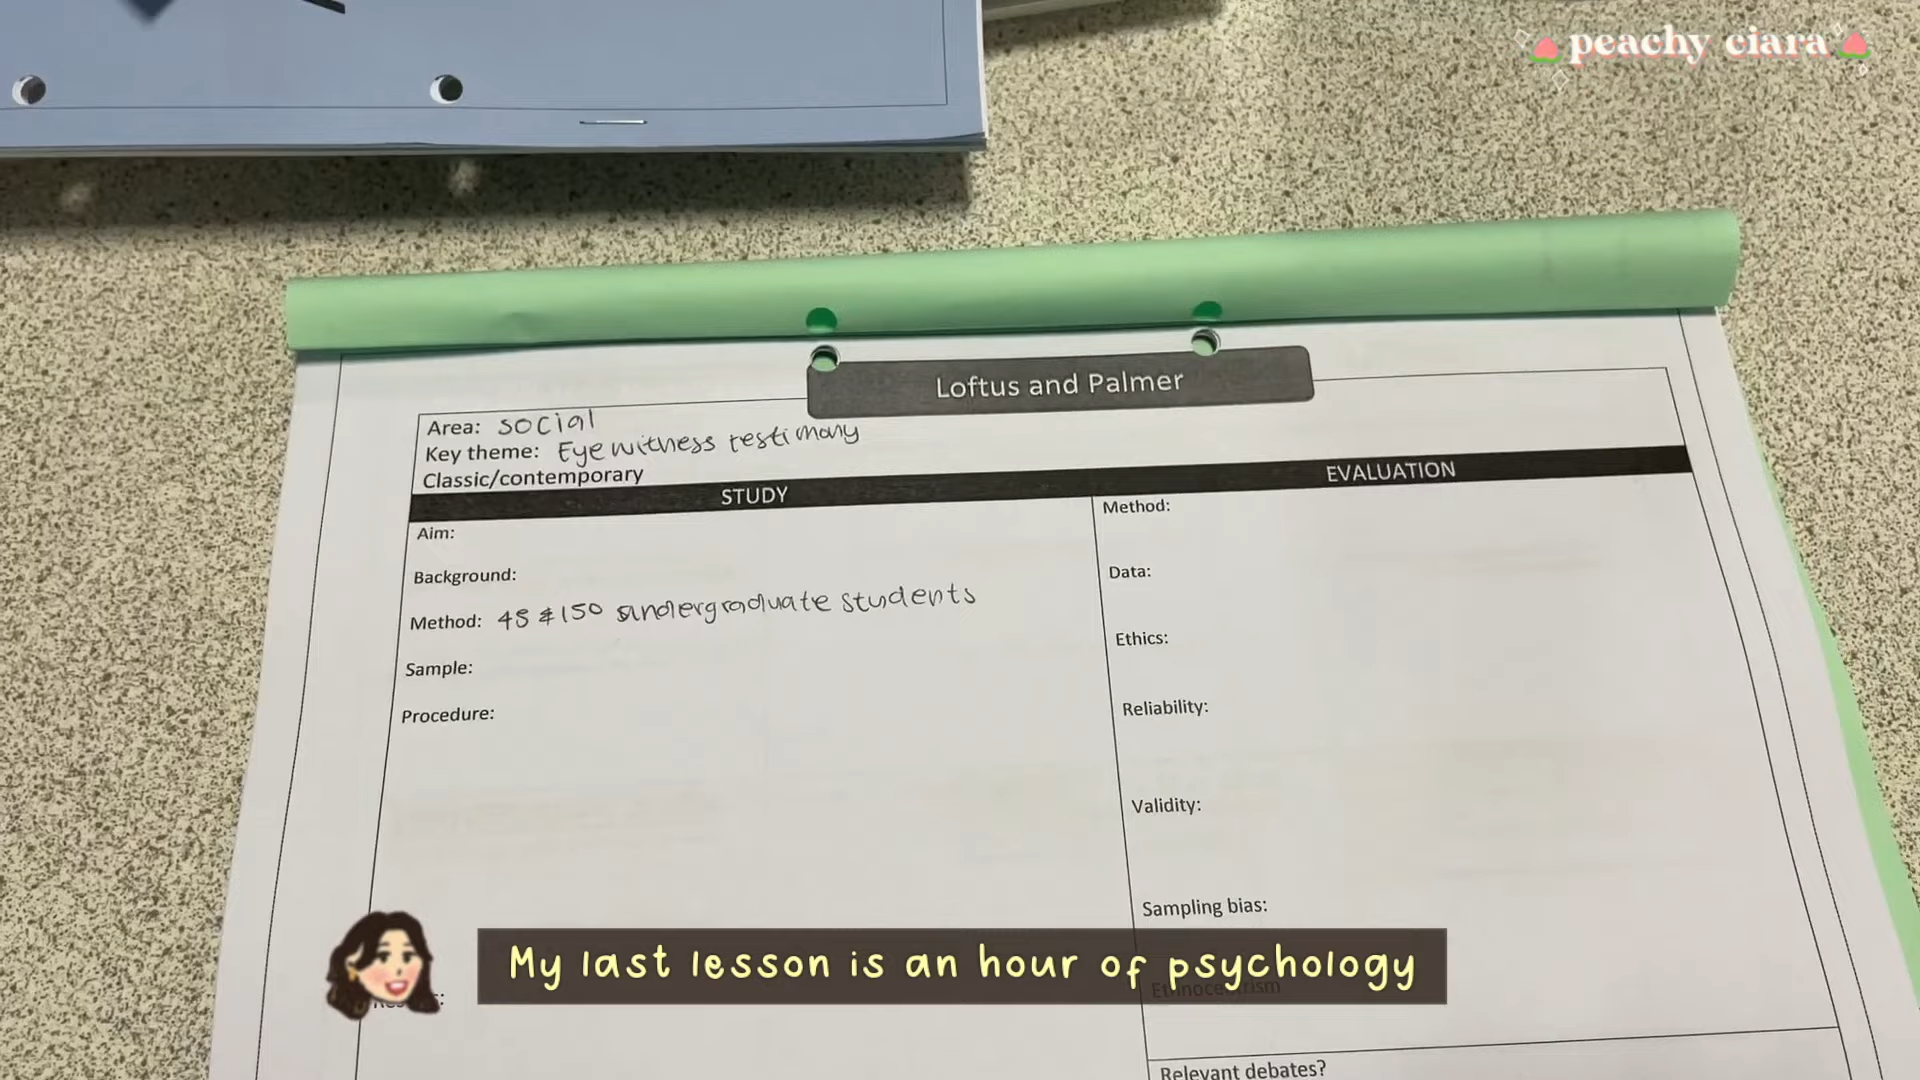 peachy ciara
Loftus and Palmer
Area: social
Key theme: Eyewitness testimony
Classic/contemporary
STUDY
EVALUATION
Aim:
Background:
Method: 45 & 150 undergraduate students
Sample:
Procedure:
Method:
Data:
Ethics:
Reliability:
Validity:
Sampling bias:
Ethnocentrism
Relevant debates?
My last lesson is an hour of psychology